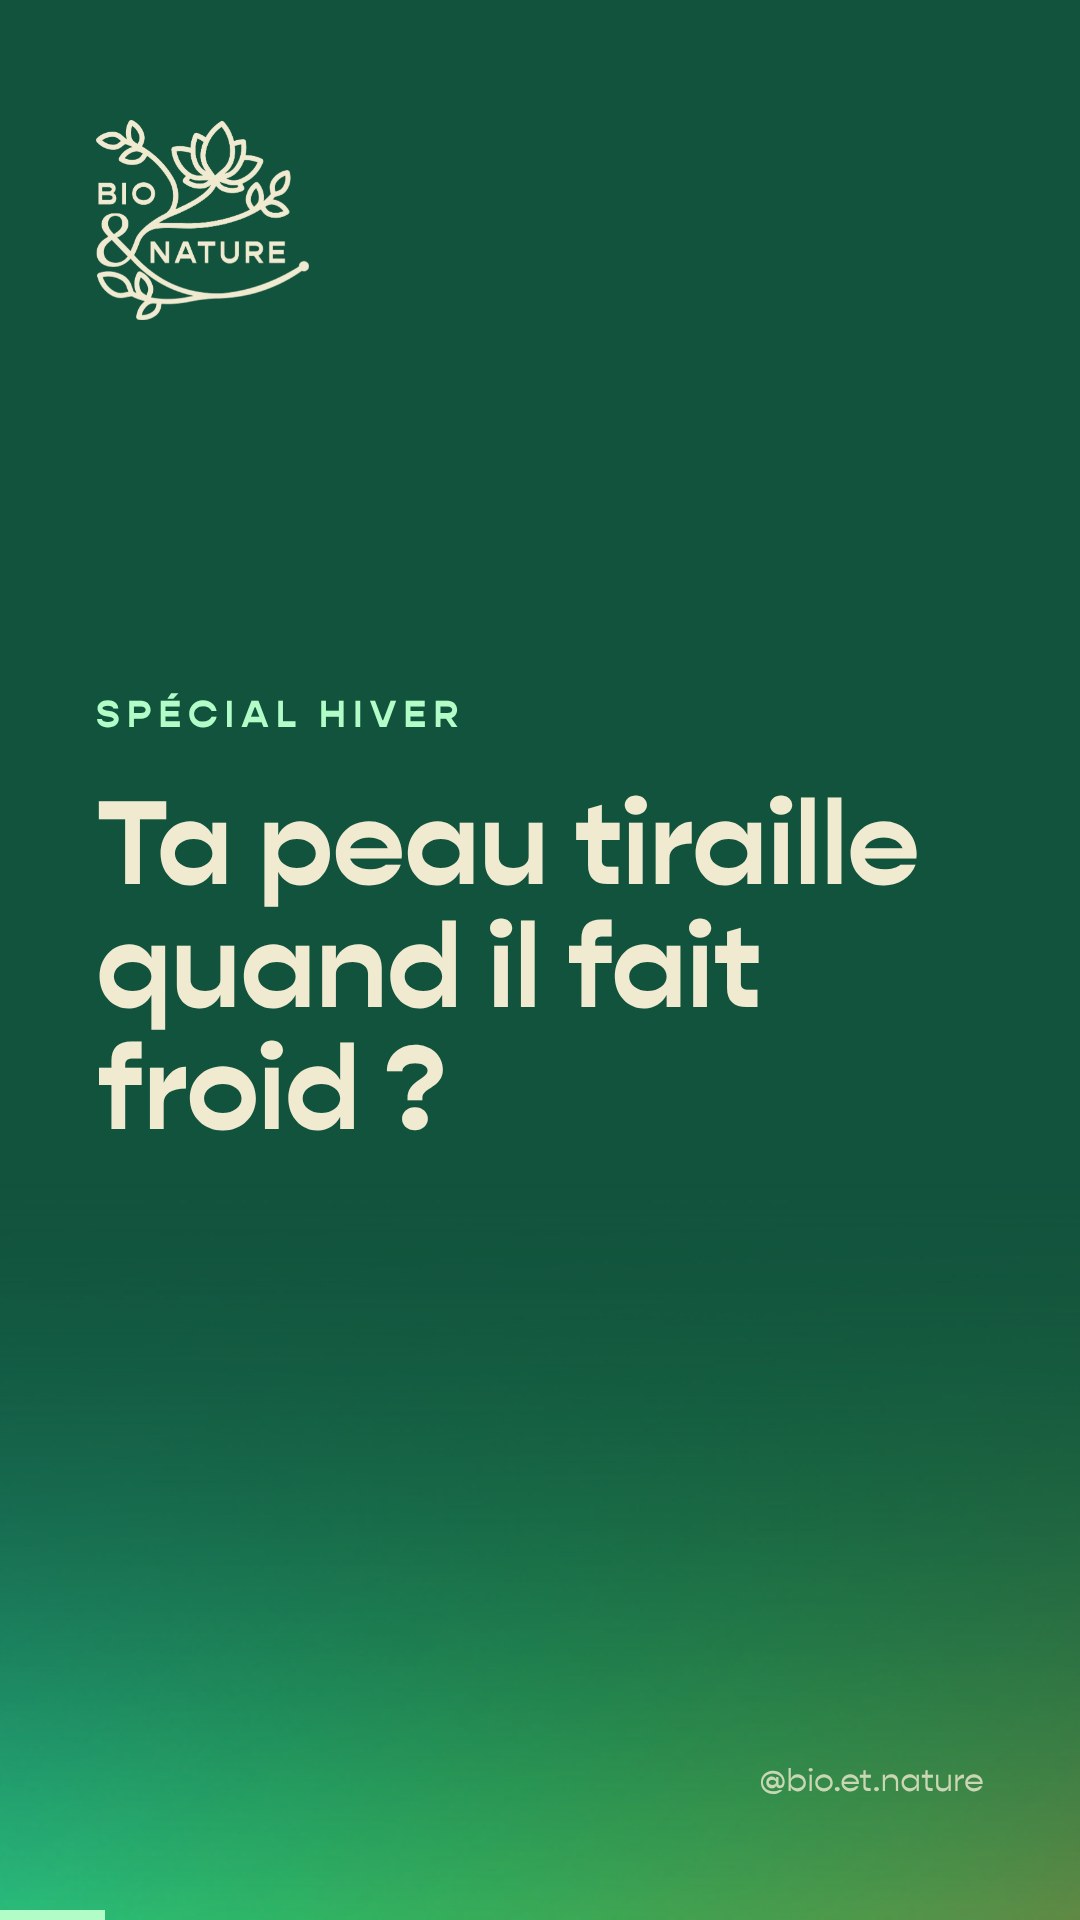 BIO
& NATURE
SPÉCIAL HIVER
Ta peau tiraille
quand il fait
froid ?
@bio.et.nature